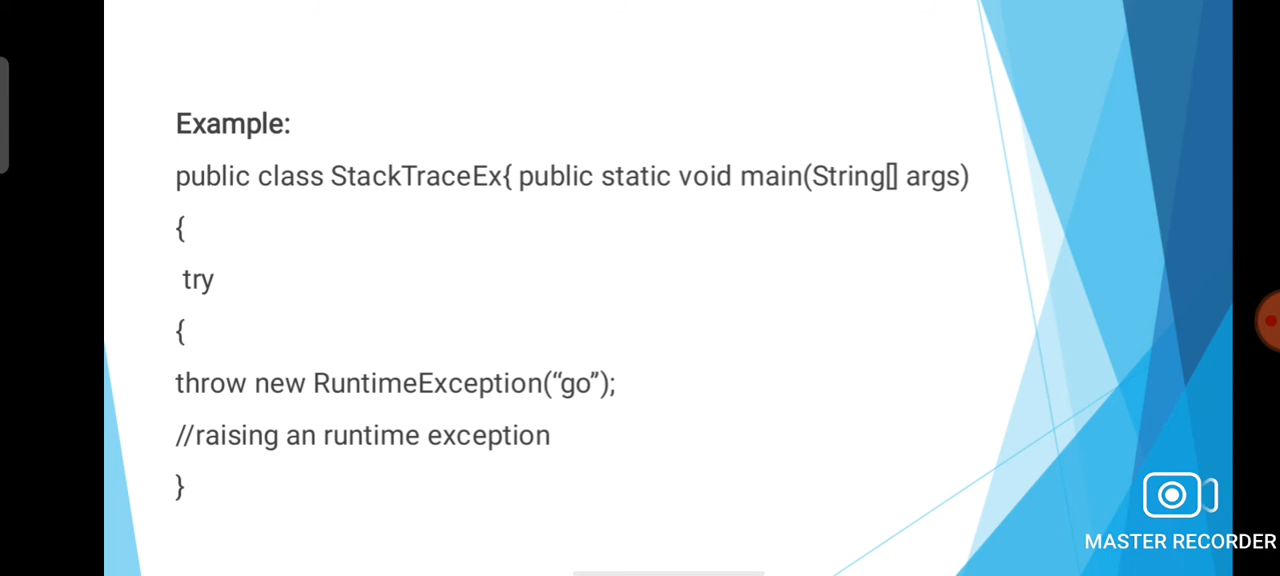 Example:
public class StackTraceEx{ public static void main(String[] args)
{
try
{
throw new RuntimeException(“go”);
//raising an runtime exception
}
MASTER RECORDER